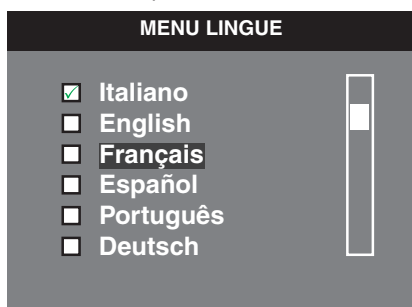 MENU LINGUE
Italiano
English
Français
Español
Português
Deutsch